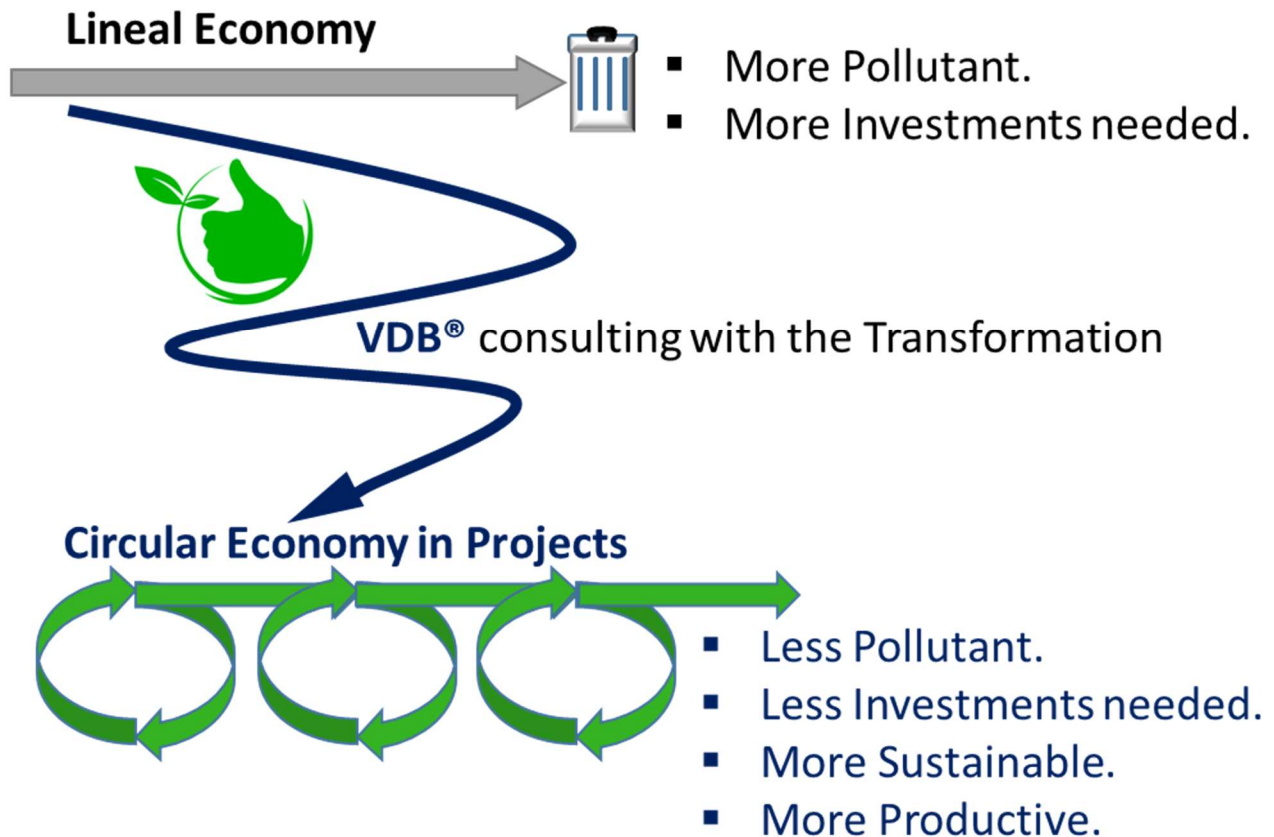 Lineal Economy
▪ More Pollutant.
▪ More Investments needed.
VDB® consulting with the Transformation
Circular Economy in Projects
▪ Less Pollutant.
▪ Less Investments needed.
▪ More Sustainable.
▪ More Productive.